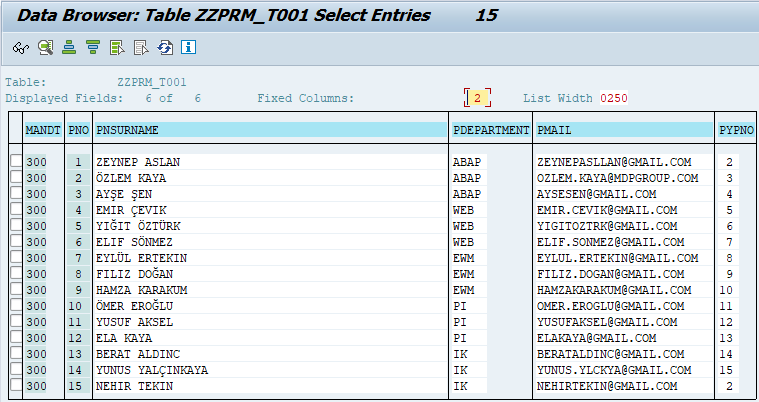 Data Browser: Table ZZPRM_T001 Select Entries 15
Table: ZZPRM_T001
Displayed Fields: 6 of 6 Fixed Columns: 2 List Width 0250
MANDT PNO PNSURNAME PDEPARTMENT PMAIL PYPNO
300 1 ZEYNEP ASLAN ABAP ZEYNEPASLLAN@GMAIL.COM 2
300 2 ÖZLEM KAYA ABAP OZLEM.KAYA@MDPGROUP.COM 3
300 3 AYŞE ŞEN ABAP AYSESEN@GMAIL.COM 4
300 4 EMIR ÇEVIK WEB EMIR.CEVIK@GMAIL.COM 5
300 5 YIĞIT ÖZTÜRK WEB YIGITOZTRK@GMAIL.COM 6
300 6 ELIF SÖNMEZ WEB ELIF.SONMEZ@GMAIL.COM 7
300 7 EYLÜL ERTEKIN EWM EYLUL.ERTEKIN@GMAIL.COM 8
300 8 FILIZ DOĞAN EWM FILIZ.DOGAN@GMAIL.COM 9
300 9 HAMZA KARAKUM EWM HAMZAKARAKUM@GMAIL.COM 10
300 10 ÖMER EROĞLU PI OMER.EROGLU@GMAIL.COM 11
300 11 YUSUF AKSEL PI YUSUFAKSEL@GMAIL.COM 12
300 12 ELA KAYA PI ELAKAYA@GMAIL.COM 13
300 13 BERAT ALDINC IK BERATALDINC@GMAIL.COM 14
300 14 YUNUS YALÇINKAYA IK YUNUS.YLCKYA@GMAIL.COM 15
300 15 NEHIR TEKIN IK NEHIRTEKIN@GMAIL.COM 2